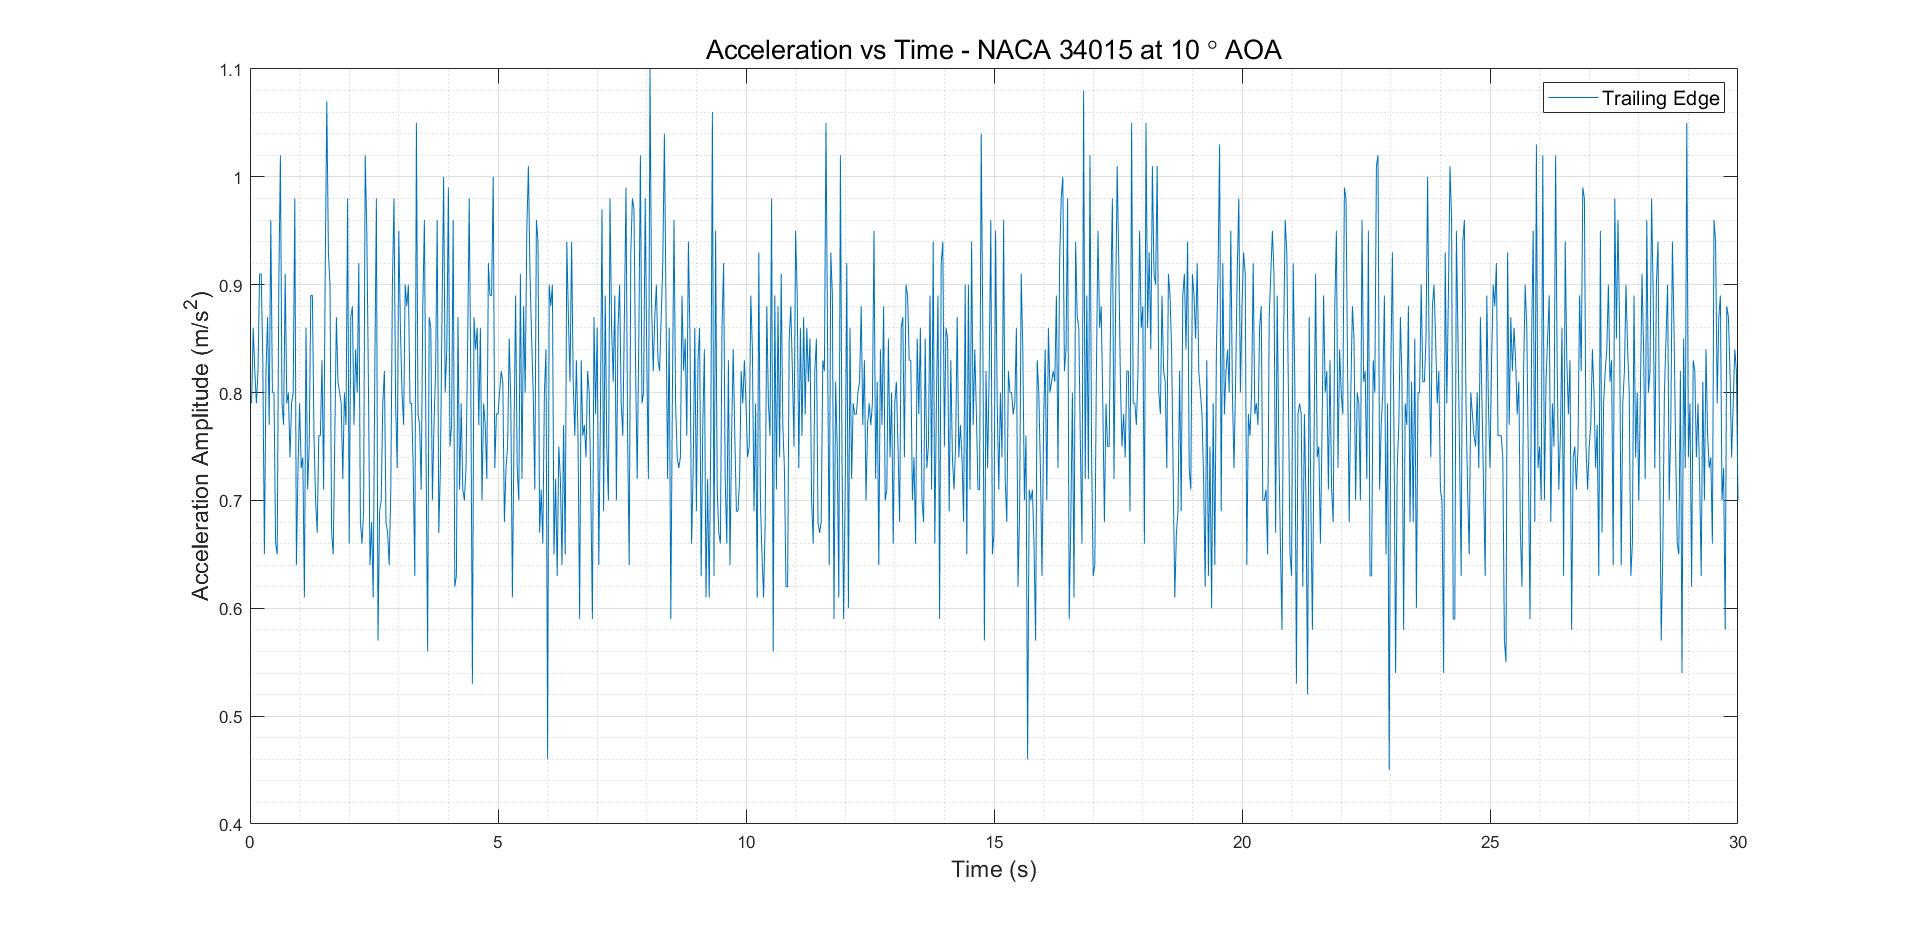 Acceleration vs Time - NACA 34015 at 10 ° AOA
Trailing Edge
Acceleration Amplitude (m/s²)
1.1
1
0.9
0.8
0.7
0.6
0.5
0.4
0 5 10 15 20 25 30
Time (s)